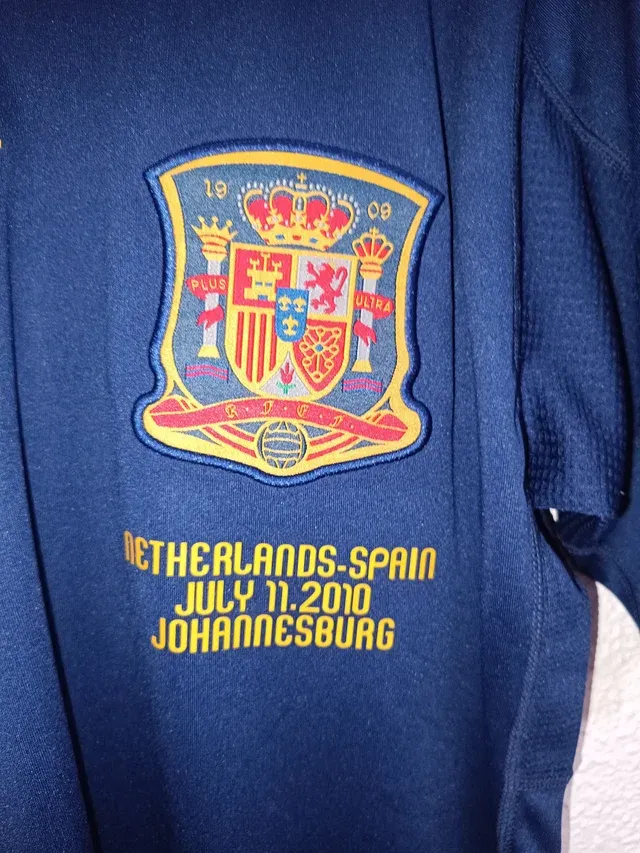 19 09
PLUS ULTRA
R.F.E.F.
NETHERLANDS-SPAIN
JULY 11.2010
JOHANNESBURG